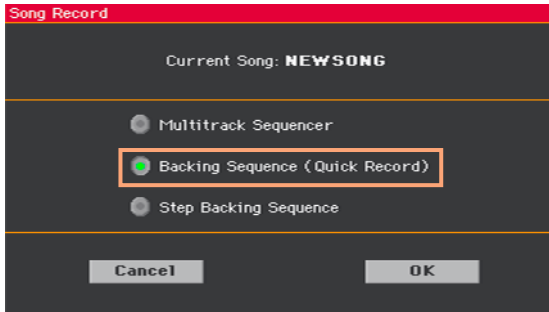 Song Record
Current Song: NEWSONG
Multitrack Sequencer
Backing Sequence (Quick Record)
Step Backing Sequence
Cancel OK